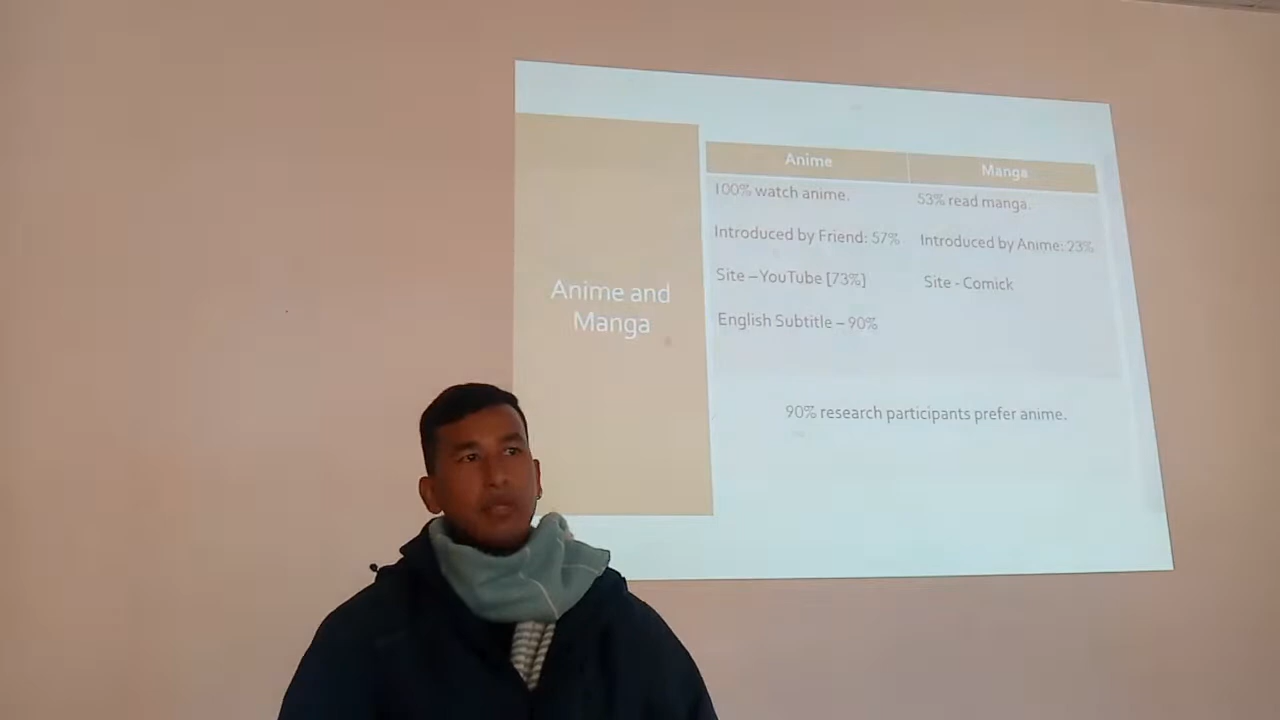 Anime and
Manga
Anime
Manga
100% watch anime.
53% read manga.
Introduced by Friend: 57%
Introduced by Anime: 23%
Site – YouTube [73%]
Site - Comick
English Subtitle – 90%
90% research participants prefer anime.